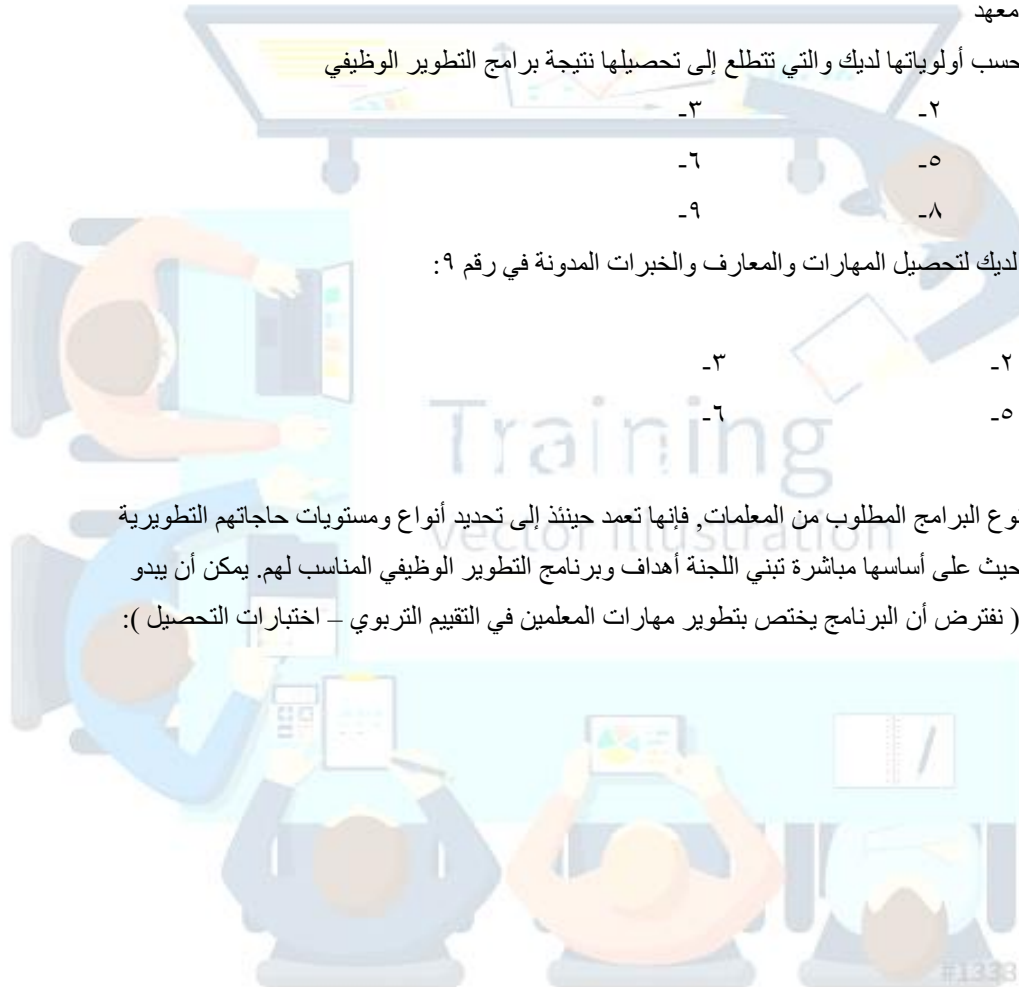 معهد
حسب أولوياتها لديك والتي تتطلع إلى تحصيلها نتيجة برامج التطوير الوظيفي
٢- ٣-
٥- ٦-
٨- ٩-
لديك لتحصيل المهارات والمعارف والخبرات المدونة في رقم ٩:
٢- ٣-
٥- ٦-
Training
vector illustration
نوع البرامج المطلوب من المعلمات, فإنها تعمد حينئذ إلى تحديد أنواع ومستويات حاجاتهم التطويرية
حيث على أساسها مباشرة تبني اللجنة أهداف وبرنامج التطوير الوظيفي المناسب لهم. يمكن أن يبدو
( نفترض أن البرنامج يختص بتطوير مهارات المعلمين في التقييم التربوي – اختبارات التحصيل ):